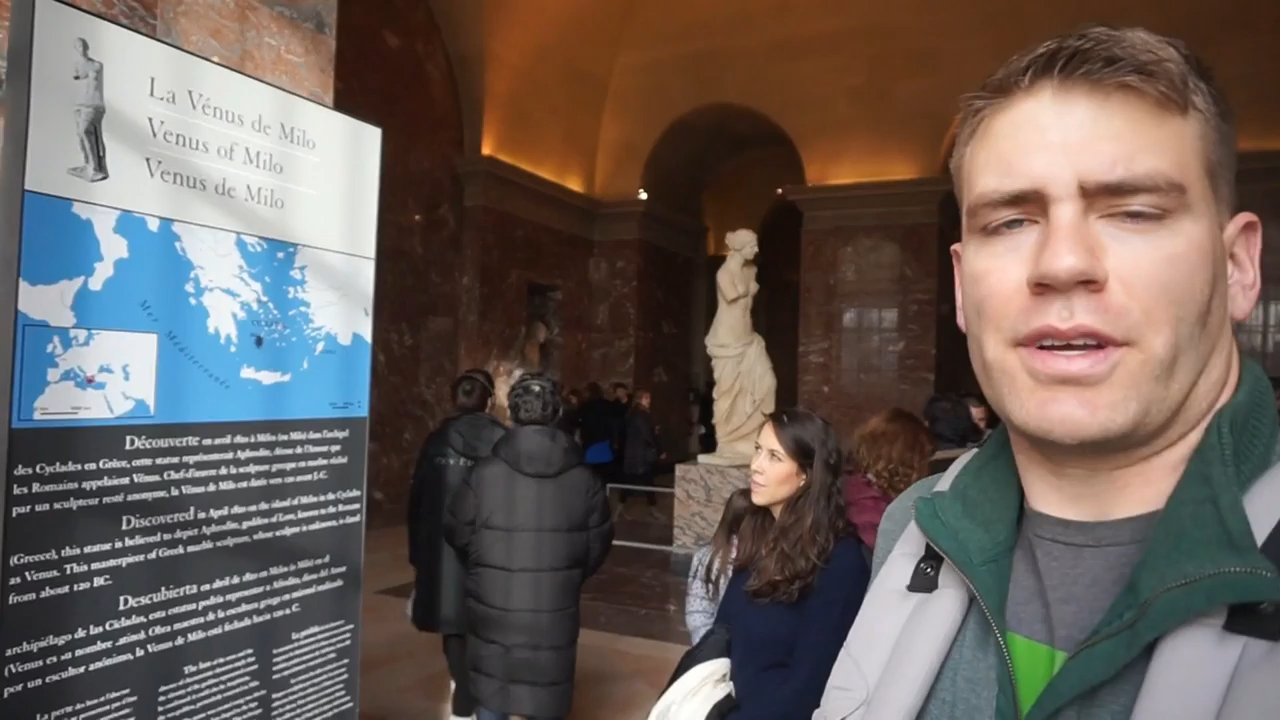 La Vénus de Milo
Venus of Milo
Venus de Milo
Mer Méditerranée
Découverte en avril 1820 à Mélos (ou Milo) dans l'archipel
des Cyclades en Grèce, cette statue représenterait Aphrodite, déesse de l'Amour que
les Romains appelaient Vénus. Chef-d'œuvre de la sculpture grecque en marbre réalisé
par un sculpteur resté anonyme, la Vénus de Milo est datée vers 120 avant J.-C.
Discovered in April 1820 on the island of Melos in the Cyclades
(Greece), this statue is believed to depict Aphrodite, goddess of Love, known to the Romans
as Venus. This masterpiece of Greek marble sculpture, whose sculptor is unknown, is dated
from about 120 BC.
Descubierta en abril de 1820 en Melos (o Milo) en el
archipiélago de las Cícladas, esta estatua podría representar a Afrodita, diosa del Amor
(Venus es su nombre latino). Obra maestra de la escultura griega en mármol realizada
por un escultor anónimo, la Venus de Milo está fechada hacia 120 a. C.